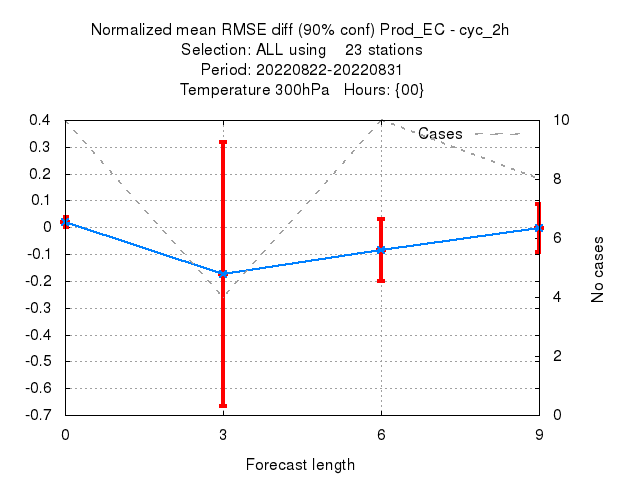 Normalized mean RMSE diff (90% conf) Prod_EC - cyc_2h
Selection: ALL using    23 stations
Period: 20220822-20220831
Temperature 300hPa   Hours: {00}
Cases
0.4
0.3
0.2
0.1
0
-0.1
-0.2
-0.3
-0.4
-0.5
-0.6
-0.7
10
8
6
4
2
0
No cases
0 3 6 9
Forecast length